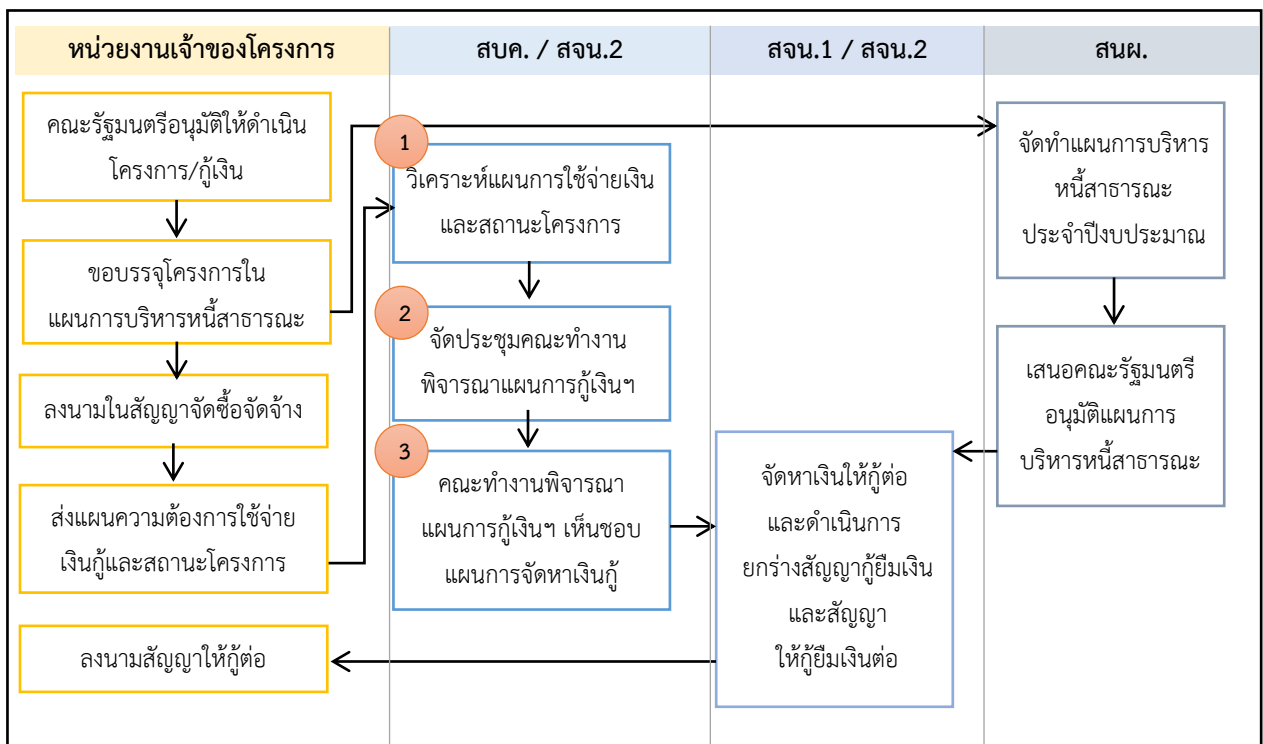 หน่วยงานเจ้าของโครงการ
สบค. / สจน.2
สจน.1 / สจน.2
สนผ.
คณะรัฐมนตรีอนุมัติให้ดำเนิน
โครงการ/กู้เงิน
ขอบรรจุโครงการใน
แผนการบริหารหนี้สาธารณะ
ลงนามในสัญญาจัดซื้อจัดจ้าง
ส่งแผนความต้องการใช้จ่าย
เงินกู้และสถานะโครงการ
ลงนามสัญญาให้กู้ต่อ
1
วิเคราะห์แผนการใช้จ่ายเงิน
และสถานะโครงการ
2
จัดประชุมคณะทำงาน
พิจารณาแผนการกู้เงินฯ
3
คณะทำงานพิจารณา
แผนการกู้เงินฯ เห็นชอบ
แผนการจัดหาเงินกู้
จัดหาเงินให้กู้ต่อ
และดำเนินการ
ยกร่างสัญญากู้ยืมเงิน
และสัญญา
ให้กู้ยืมเงินต่อ
จัดทำแผนการบริหาร
หนี้สาธารณะ
ประจำปีงบประมาณ
เสนอคณะรัฐมนตรี
อนุมัติแผนการ
บริหารหนี้สาธารณะ